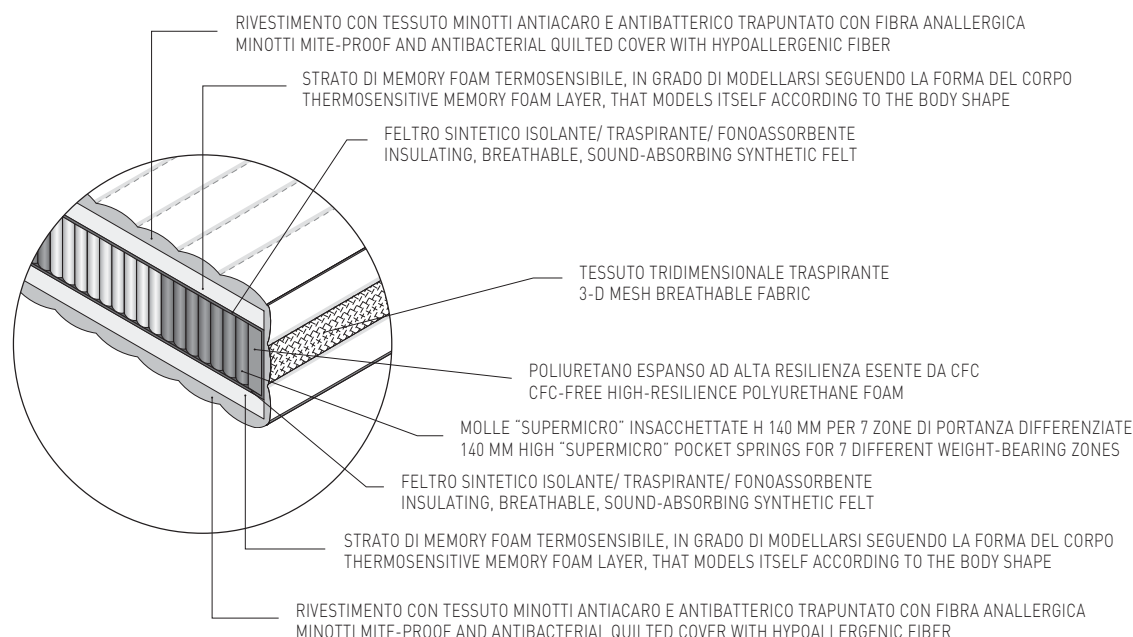 RIVESTIMENTO CON TESSUTO MINOTTI ANTIACARO E ANTIBATTERICO TRAPUNTATO CON FIBRA ANALLERGICA
MINOTTI MITE-PROOF AND ANTIBACTERIAL QUILTED COVER WITH HYPOALLERGENIC FIBER
STRATO DI MEMORY FOAM TERMOSENSIBILE, IN GRADO DI MODELLARSI SEGUENDO LA FORMA DEL CORPO
THERMOSENSITIVE MEMORY FOAM LAYER, THAT MODELS ITSELF ACCORDING TO THE BODY SHAPE
FELTRO SINTETICO ISOLANTE/ TRASPIRANTE/ FONOASSORBENTE
INSULATING, BREATHABLE, SOUND-ABSORBING SYNTHETIC FELT
TESSUTO TRIDIMENSIONALE TRASPIRANTE
3-D MESH BREATHABLE FABRIC
POLIURETANO ESPANSO AD ALTA RESILIENZA ESENTE DA CFC
CFC-FREE HIGH-RESILIENCE POLYURETHANE FOAM
MOLLE "SUPERMICRO" INSACCHETTATE H 140 MM PER 7 ZONE DI PORTANZA DIFFERENZIATE
140 MM HIGH "SUPERMICRO" POCKET SPRINGS FOR 7 DIFFERENT WEIGHT-BEARING ZONES
FELTRO SINTETICO ISOLANTE/ TRASPIRANTE/ FONOASSORBENTE
INSULATING, BREATHABLE, SOUND-ABSORBING SYNTHETIC FELT
STRATO DI MEMORY FOAM TERMOSENSIBILE, IN GRADO DI MODELLARSI SEGUENDO LA FORMA DEL CORPO
THERMOSENSITIVE MEMORY FOAM LAYER, THAT MODELS ITSELF ACCORDING TO THE BODY SHAPE
RIVESTIMENTO CON TESSUTO MINOTTI ANTIACARO E ANTIBATTERICO TRAPUNTATO CON FIBRA ANALLERGICA
MINOTTI MITE-PROOF AND ANTIBACTERIAL QUILTED COVER WITH HYPOALLERGENIC FIBER